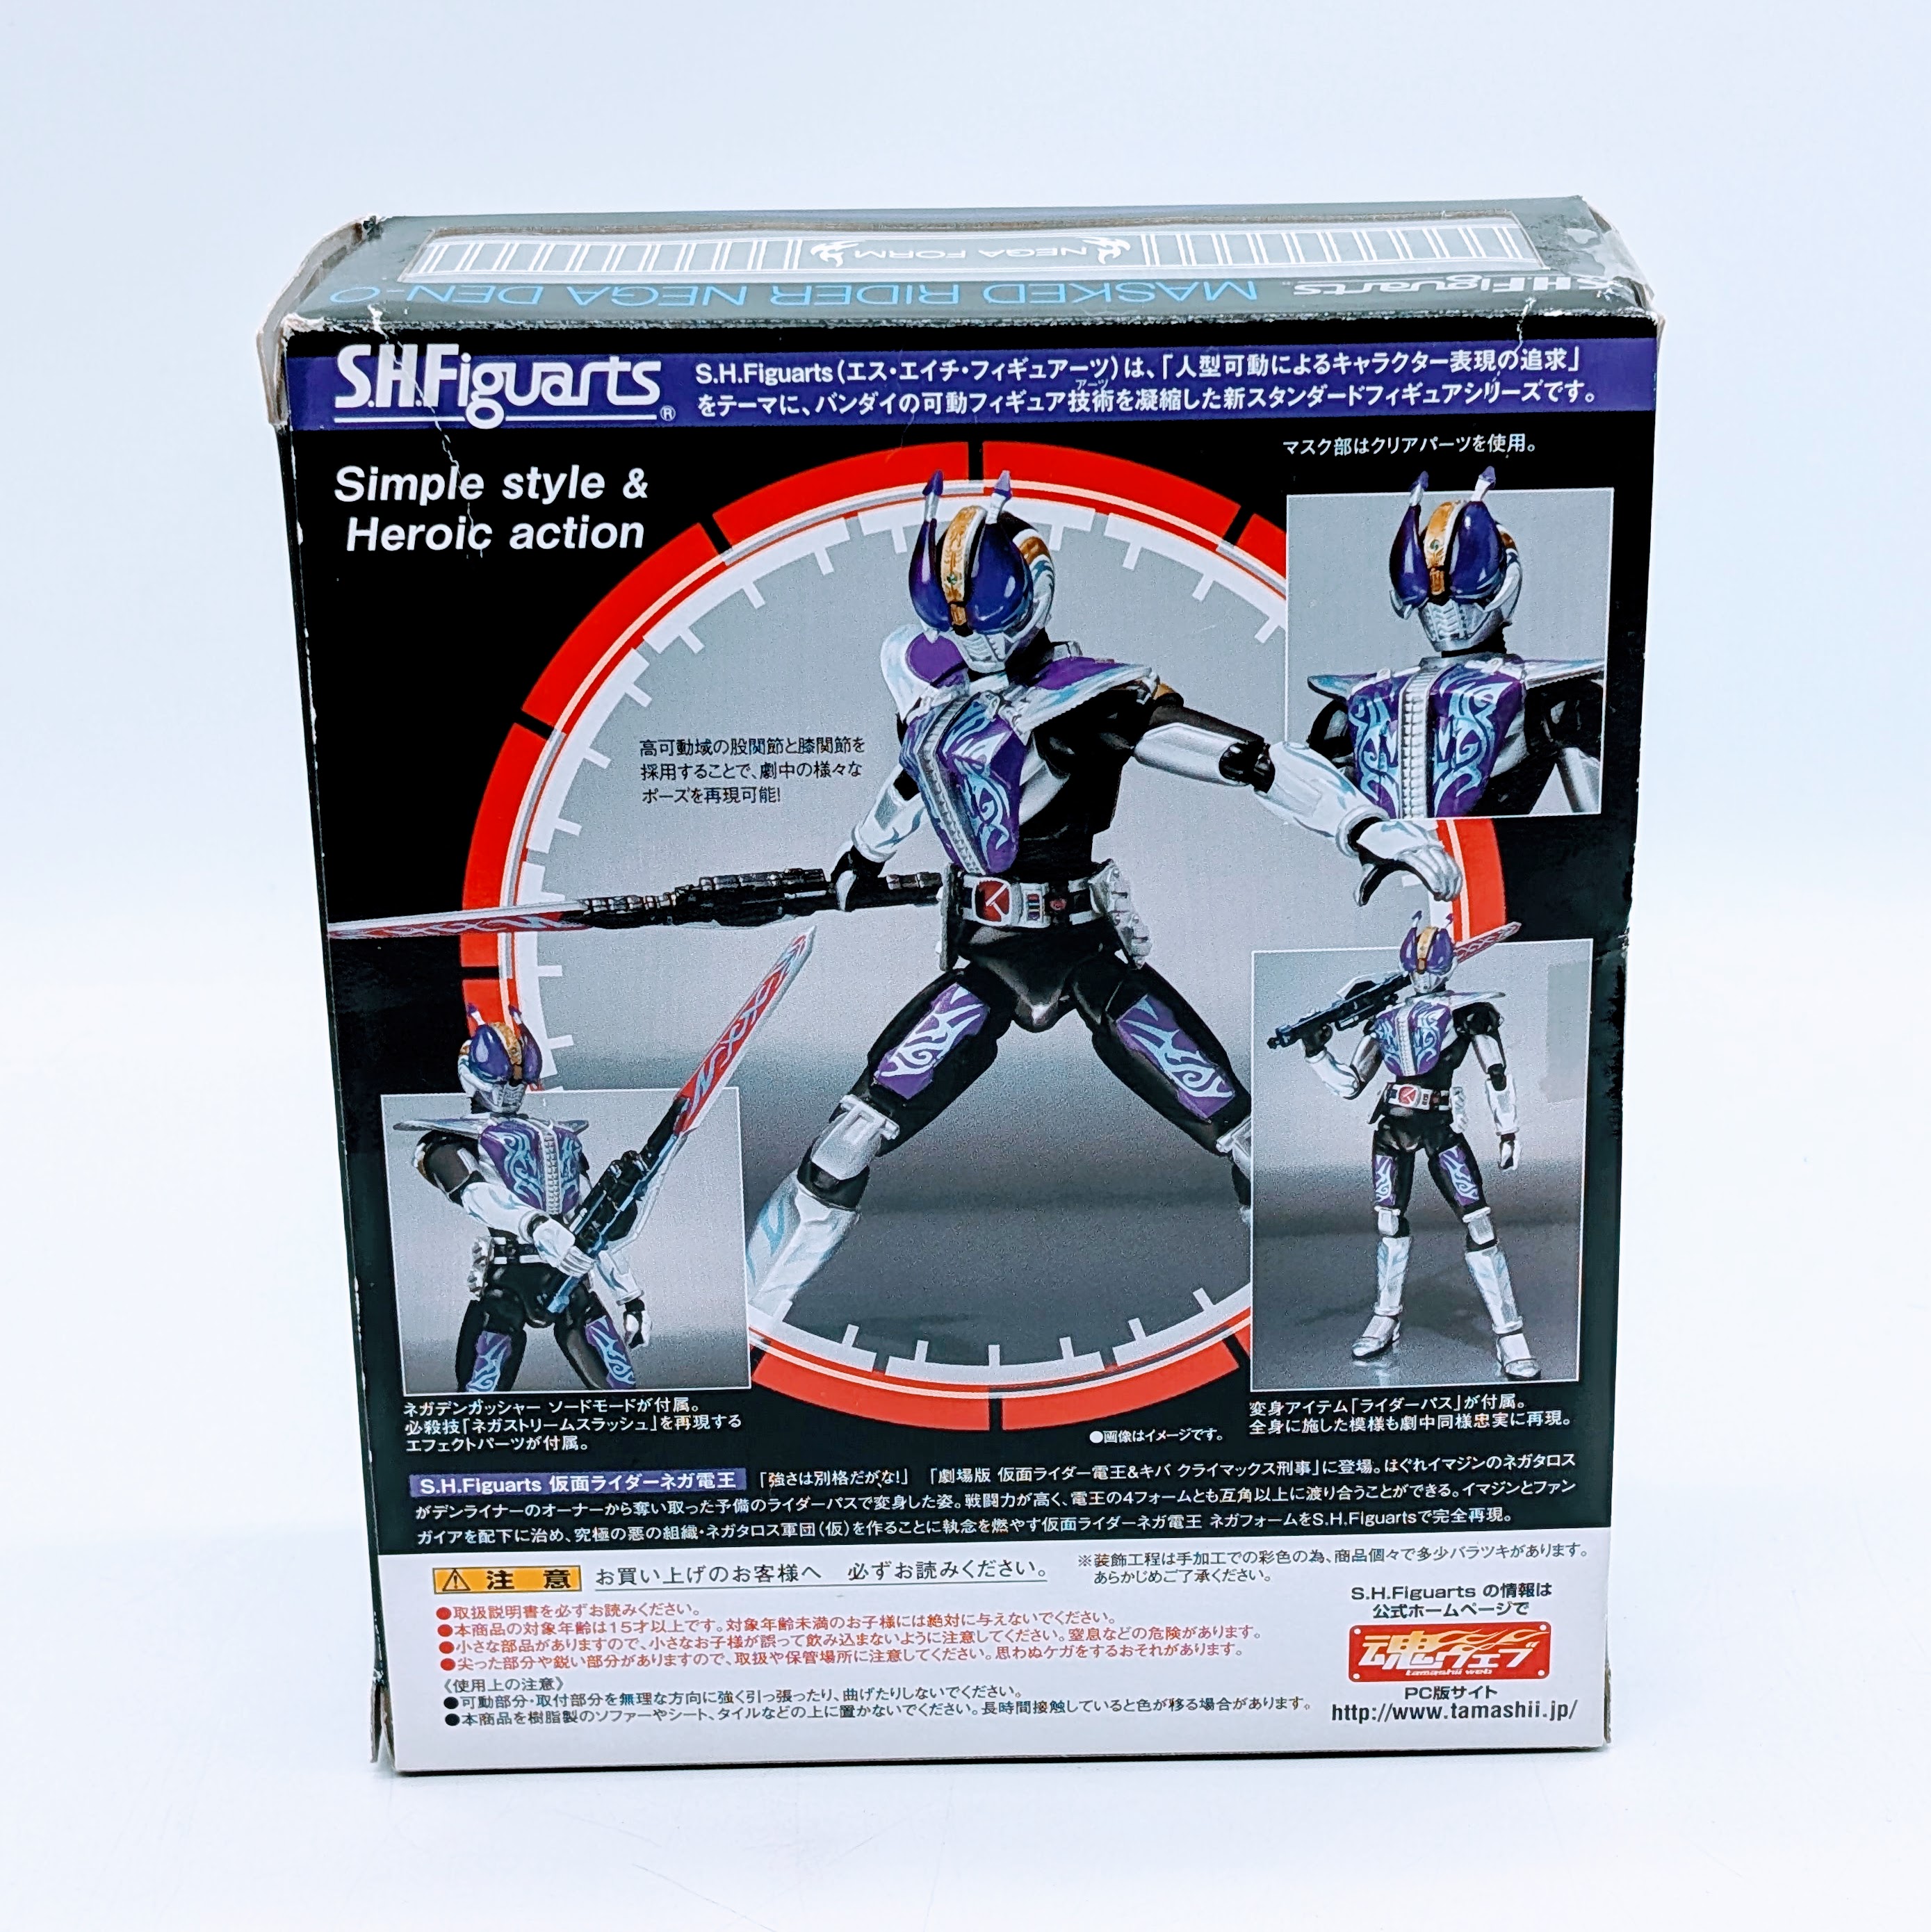 NEGA FORM
S.H.Figuarts™ MASKED RIDER NEGA DEN-O
S.H.Figuarts®
S.H.Figuarts(エス・エイチ・フィギュアーツ)は、「人型可動によるキャラクター表現の追求」
アーツ
をテーマに、バンダイの可動フィギュア技術を凝縮した新スタンダードフィギュアシリーズです。
Simple style &
Heroic action
マスク部はクリアパーツを使用。
高可動域の股関節と膝関節を
採用することで、劇中の様々な
ポーズを再現可能!
ネガデンガッシャー ソードモードが付属。
必殺技「ネガストリームスラッシュ」を再現する
エフェクトパーツが付属。
変身アイテム「ライダーパス」が付属。
全身に施した模様も劇中同様忠実に再現。
●画像はイメージです。
S.H.Figuarts 仮面ライダーネガ電王 「強さは別格だがな!」 「劇場版 仮面ライダー電王&キバ クライマックス刑事」に登場。はぐれイマジンのネガタロス
がデンライナーのオーナーから奪い取った予備のライダーパスで変身した姿。戦闘力が高く、電王の4フォームとも互角以上に渡り合うことができる。イマジンとファン
ガイアを配下に治め、究極の悪の組織・ネガタロス軍団(仮)を作ることに執念を燃やす仮面ライダーネガ電王 ネガフォームをS.H.Figuartsで完全再現。
注 意 お買い上げのお客様へ 必ずお読みください。
※装飾工程は手加工での彩色の為、商品個々で多少バラツキがあります。
あらかじめご了承ください。
●取扱説明書を必ずお読みください。
●本商品の対象年齢は15才以上です。対象年齢未満のお子様には絶対に与えないでください。
●小さな部品がありますので、小さなお子様が誤って飲み込まないように注意してください。窒息などの危険があります。
●尖った部分や鋭い部分がありますので、取扱や保管場所に注意してください。思わぬケガをするおそれがあります。
《使用上の注意》
●可動部分・取付部分を無理な方向に強く引っ張ったり、曲げたりしないでください。
●本商品を樹脂製のソファーやシート、タイルなどの上に置かないでください。長時間接触していると色が移る場合があります。
S.H.Figuarts の情報は
公式ホームページで
魂ウェブ
tamashii web
PC版サイト
http://www.tamashii.jp/